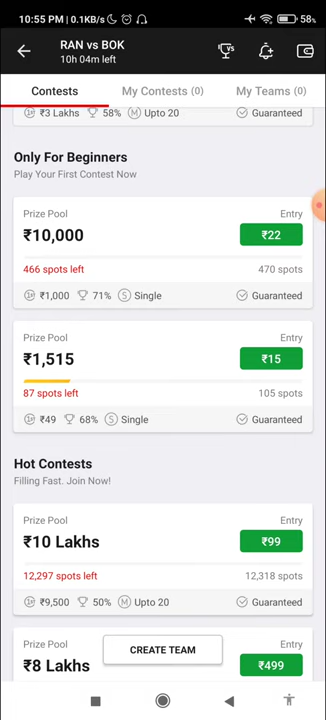 10:55 PM | 0.1KB/s
58%
RAN vs BOK
10h 04m left
Contests
My Contests (0)
My Teams (0)
1st ₹3 Lakhs 58% M Upto 20 Guaranteed
Only For Beginners
Play Your First Contest Now
Prize Pool Entry
₹10,000 ₹22
466 spots left 470 spots
1st ₹1,000 71% S Single Guaranteed
Prize Pool Entry
₹1,515 ₹15
87 spots left 105 spots
1st ₹49 68% S Single Guaranteed
Hot Contests
Filling Fast. Join Now!
Prize Pool Entry
₹10 Lakhs ₹99
12,297 spots left 12,318 spots
1st ₹9,500 50% M Upto 20 Guaranteed
Prize Pool Entry
₹8 Lakhs ₹499
CREATE TEAM